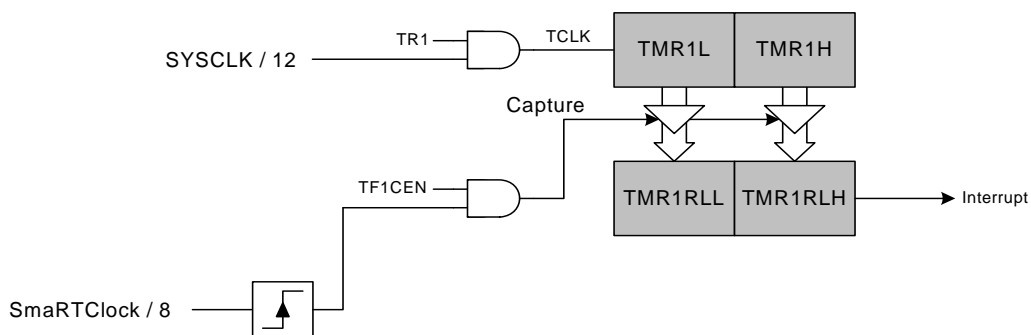 TR1
TCLK
TMR1L
TMR1H
SYSCLK / 12
Capture
TF1CEN
TMR1RLL
TMR1RLH
Interrupt
SmaRTClock / 8